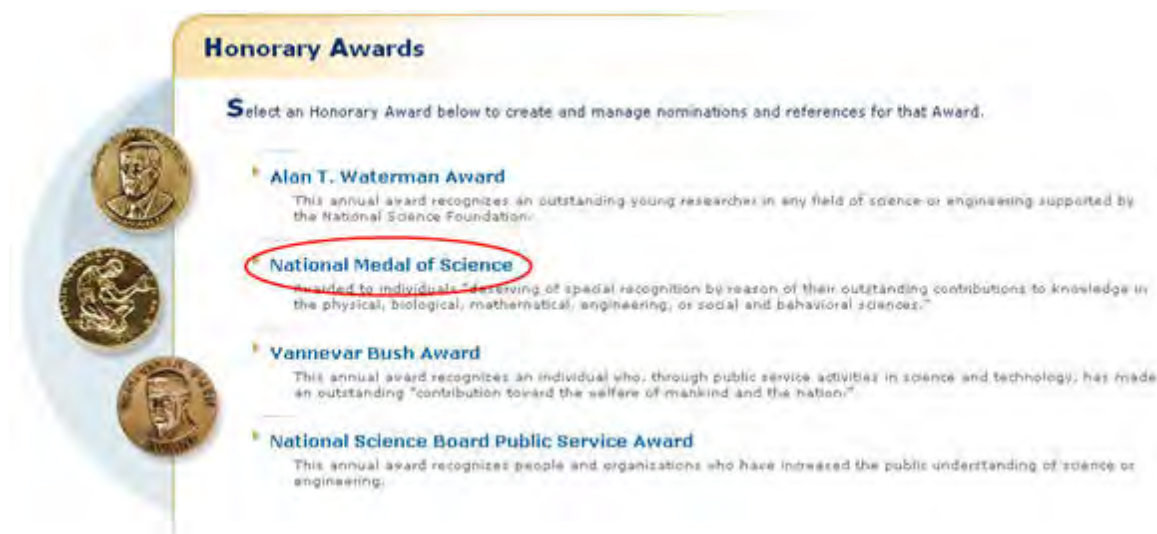 Honorary Awards
Select an Honorary Award below to create and manage nominations and references for that Award.
Alan T. Waterman Award
This annual award recognizes an outstanding young researcher in any field of science or engineering supported by
the National Science Foundation.
National Medal of Science
Awarded to individuals "deserving of special recognition by reason of their outstanding contributions to knowledge in
the physical, biological, mathematical, engineering, or social and behavioral sciences."
Vannevar Bush Award
This annual award recognizes an individual who, through public service activities in science and technology, has made
an outstanding "contribution toward the welfare of mankind and the nation."
National Science Board Public Service Award
This annual award recognizes people and organizations who have increased the public understanding of science or
engineering.